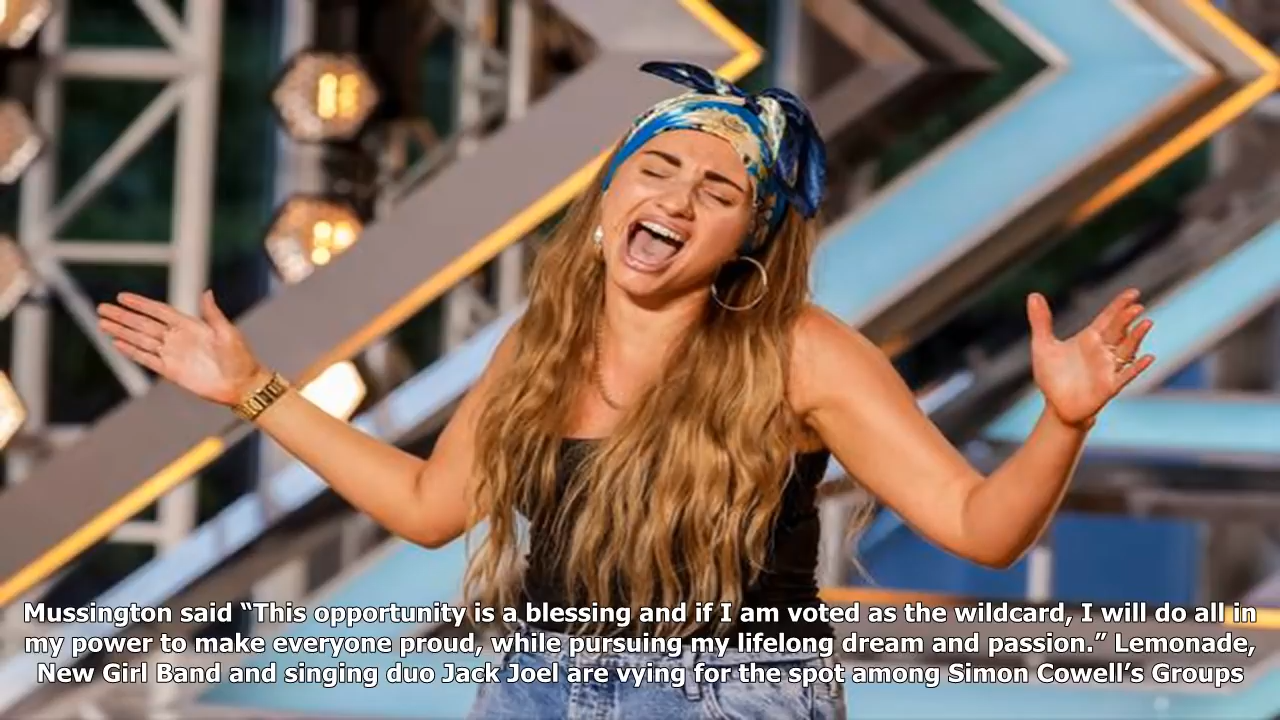 Mussington said “This opportunity is a blessing and if I am voted as the wildcard, I will do all in
my power to make everyone proud, while pursuing my lifelong dream and passion.” Lemonade,
New Girl Band and singing duo Jack Joel are vying for the spot among Simon Cowell’s Groups